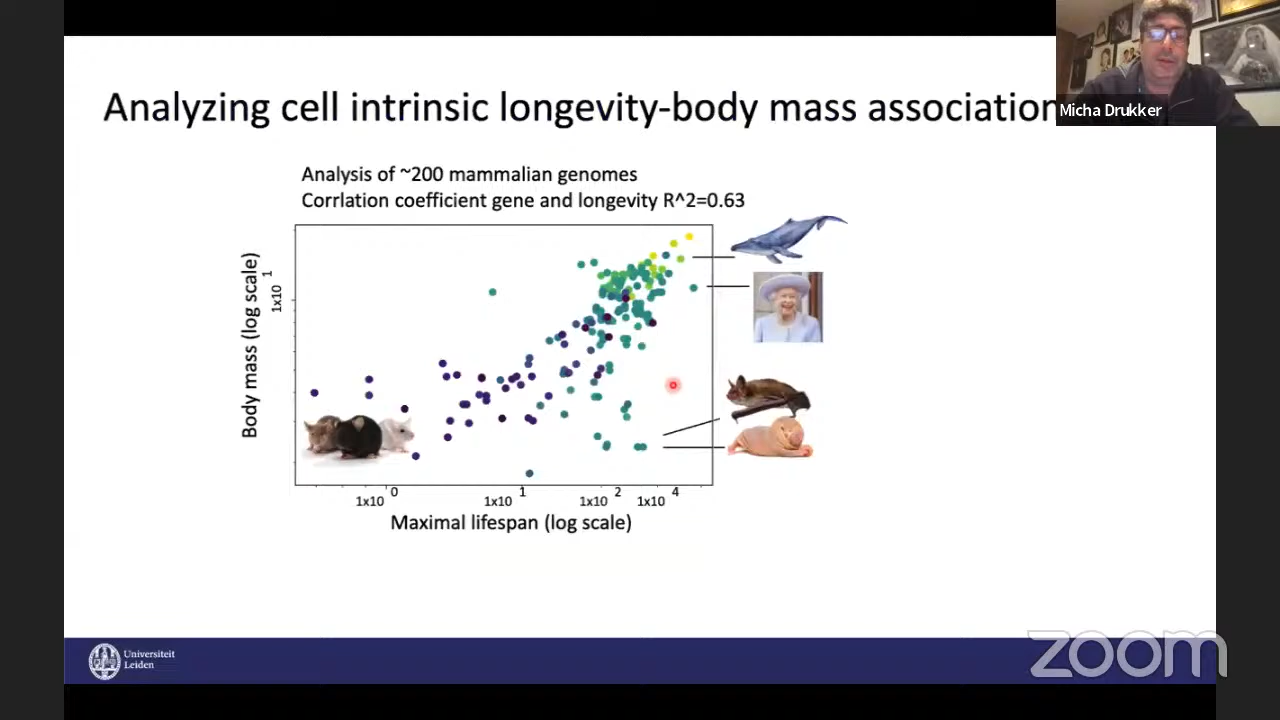 Analyzing cell intrinsic longevity-body mass association
Micha Drukker
Analysis of ~200 mammalian genomes
Corrlation coefficient gene and longevity R^2=0.63
Body mass (log scale)
1x10 1
1x10 0
1x10 1
1x10 2
1x10 4
Maximal lifespan (log scale)
Universiteit
Leiden
zoom